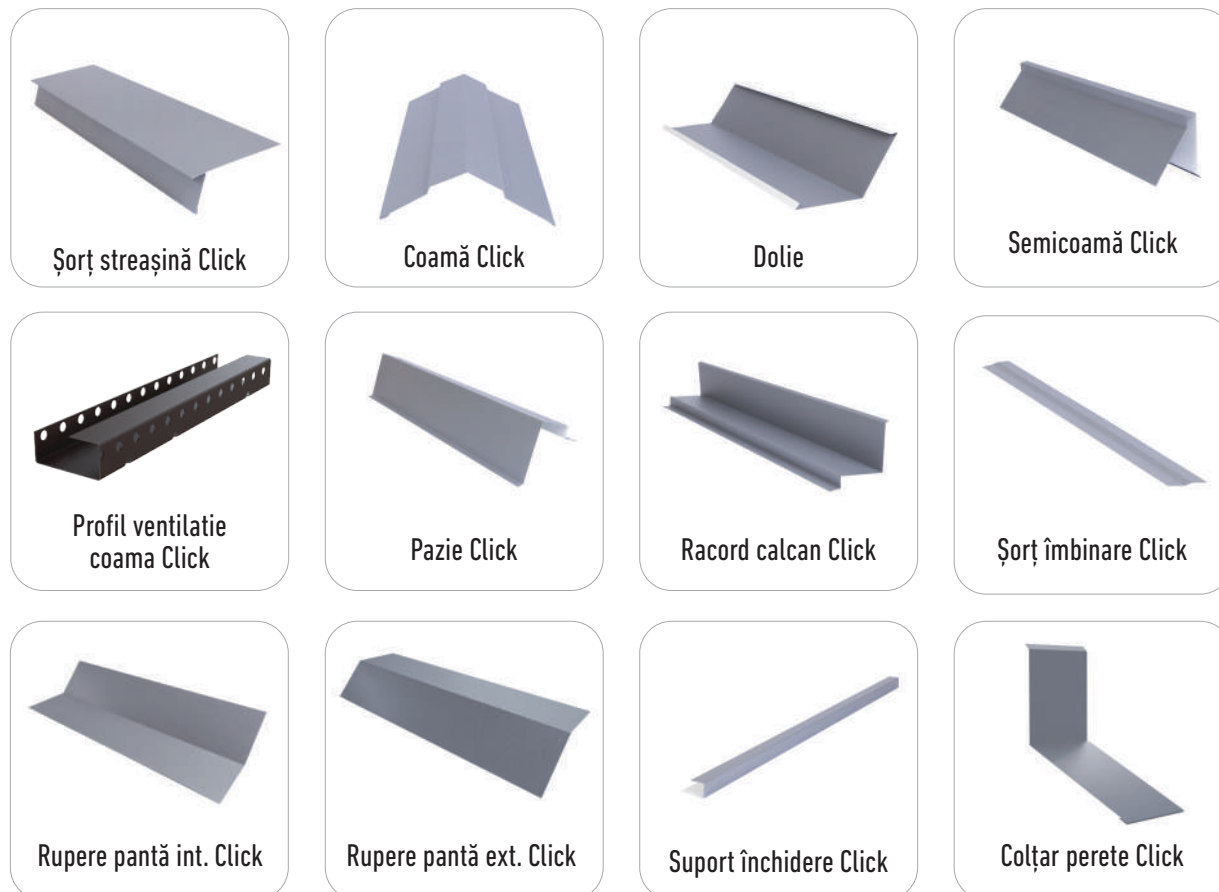 Șorț streașină Click
Coamă Click
Dolie
Semicoamă Click
Profil ventilatie
coama Click
Pazie Click
Racord calcan Click
Șorț îmbinare Click
Rupere pantă int. Click
Rupere pantă ext. Click
Suport închidere Click
Colțar perete Click